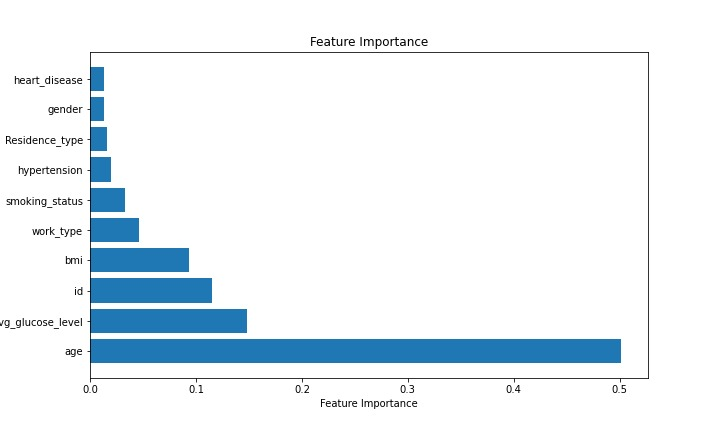 Feature Importance
heart_disease
gender
Residence_type
hypertension
smoking_status
work_type
bmi
id
vg_glucose_level
age
0.0 0.1 0.2 0.3 0.4 0.5
Feature Importance